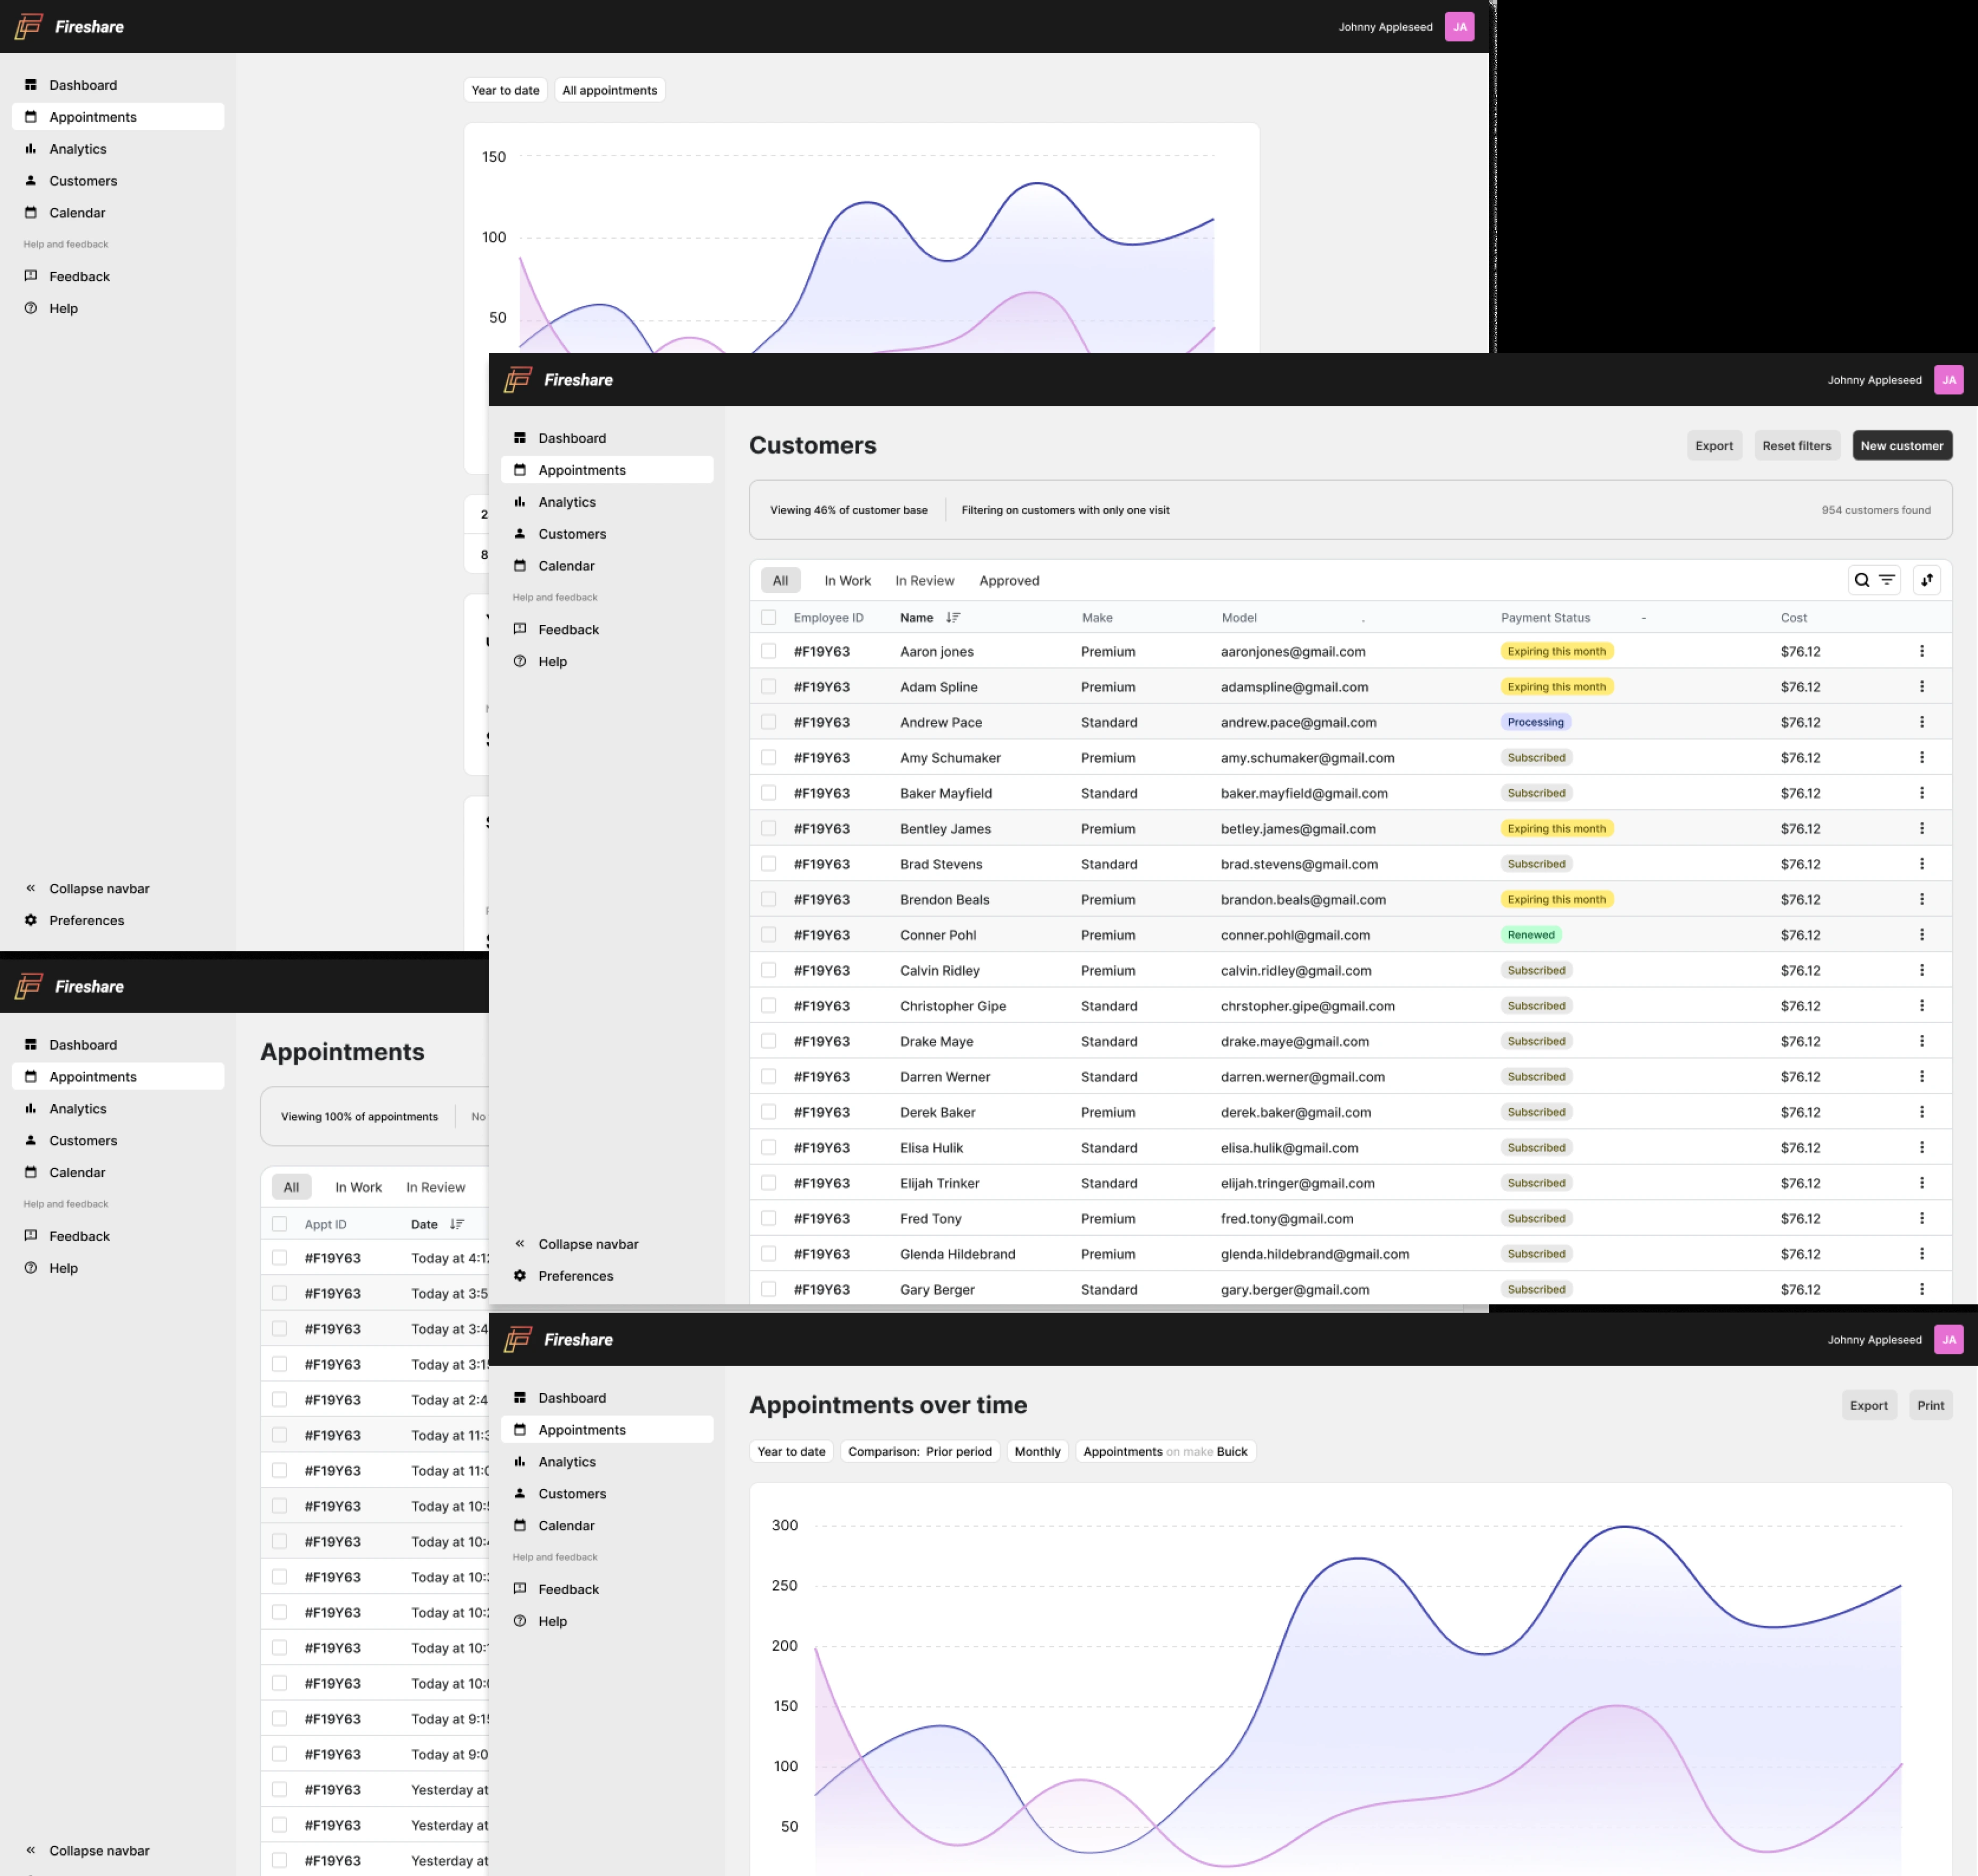 Fireshare
Johnny Appleseed JA
Dashboard
Appointments
Analytics
Customers
Calendar
Help and feedback
Feedback
Help
Collapse navbar
Preferences
Year to date All appointments
150
100
50
2
8
Fireshare
Johnny Appleseed JA
Dashboard
Appointments
Analytics
Customers
Calendar
Help and feedback
Feedback
Help
Collapse navbar
Preferences
Customers
Export Reset filters New customer
Viewing 46% of customer base Filtering on customers with only one visit 954 customers found
All In Work In Review Approved
Employee ID Name Make Model . Payment Status - Cost
#F19Y63 Aaron jones Premium aaronjones@gmail.com Expiring this month $76.12
#F19Y63 Adam Spline Premium adamspline@gmail.com Expiring this month $76.12
#F19Y63 Andrew Pace Standard andrew.pace@gmail.com Processing $76.12
#F19Y63 Amy Schumaker Premium amy.schumaker@gmail.com Subscribed $76.12
#F19Y63 Baker Mayfield Standard baker.mayfield@gmail.com Subscribed $76.12
#F19Y63 Bentley James Premium betley.james@gmail.com Expiring this month $76.12
#F19Y63 Brad Stevens Standard brad.stevens@gmail.com Subscribed $76.12
#F19Y63 Brendon Beals Premium brandon.beals@gmail.com Expiring this month $76.12
#F19Y63 Conner Pohl Premium conner.pohl@gmail.com Renewed $76.12
#F19Y63 Calvin Ridley Premium calvin.ridley@gmail.com Subscribed $76.12
#F19Y63 Christopher Gipe Standard chrstopher.gipe@gmail.com Subscribed $76.12
#F19Y63 Drake Maye Standard drake.maye@gmail.com Subscribed $76.12
#F19Y63 Darren Werner Standard darren.werner@gmail.com Subscribed $76.12
#F19Y63 Derek Baker Premium derek.baker@gmail.com Subscribed $76.12
#F19Y63 Elisa Hulik Standard elisa.hulik@gmail.com Subscribed $76.12
#F19Y63 Elijah Trinker Standard elijah.tringer@gmail.com Subscribed $76.12
#F19Y63 Fred Tony Premium fred.tony@gmail.com Subscribed $76.12
#F19Y63 Glenda Hildebrand Premium glenda.hildebrand@gmail.com Subscribed $76.12
#F19Y63 Gary Berger Standard gary.berger@gmail.com Subscribed $76.12
Fireshare
Dashboard
Appointments
Analytics
Customers
Calendar
Help and feedback
Feedback
Help
Collapse navbar
Appointments
Viewing 100% of appointments No
All In Work In Review
Appt ID Date
#F19Y63 Today at 4:1
#F19Y63 Today at 3:5
#F19Y63 Today at 3:4
#F19Y63 Today at 3:1
#F19Y63 Today at 2:4
#F19Y63 Today at 11:3
#F19Y63 Today at 11:0
#F19Y63 Today at 10:
#F19Y63 Today at 10:
#F19Y63 Today at 10:
#F19Y63 Today at 10:
#F19Y63 Today at 10:
#F19Y63 Today at 10:
#F19Y63 Today at 9:1
#F19Y63 Today at 9:0
#F19Y63 Yesterday at
#F19Y63 Yesterday at
#F19Y63 Yesterday at
Fireshare
Johnny Appleseed JA
Dashboard
Appointments
Analytics
Customers
Calendar
Help and feedback
Feedback
Help
Appointments over time
Export Print
Year to date Comparison: Prior period Monthly Appointments on make Buick
300
250
200
150
100
50